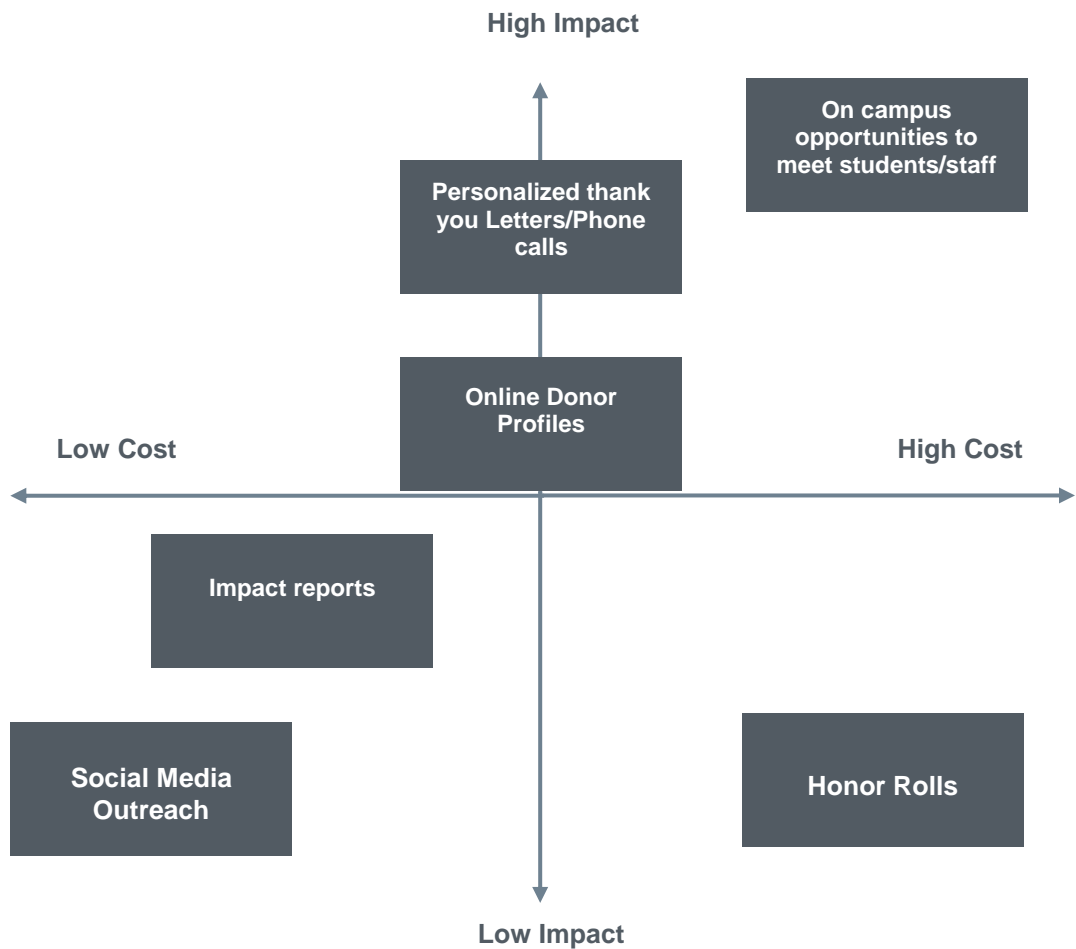 High Impact
On campus
opportunities to
meet students/staff
Personalized thank
you Letters/Phone
calls
Online Donor
Profiles
Low Cost
High Cost
Impact reports
Social Media
Outreach
Honor Rolls
Low Impact